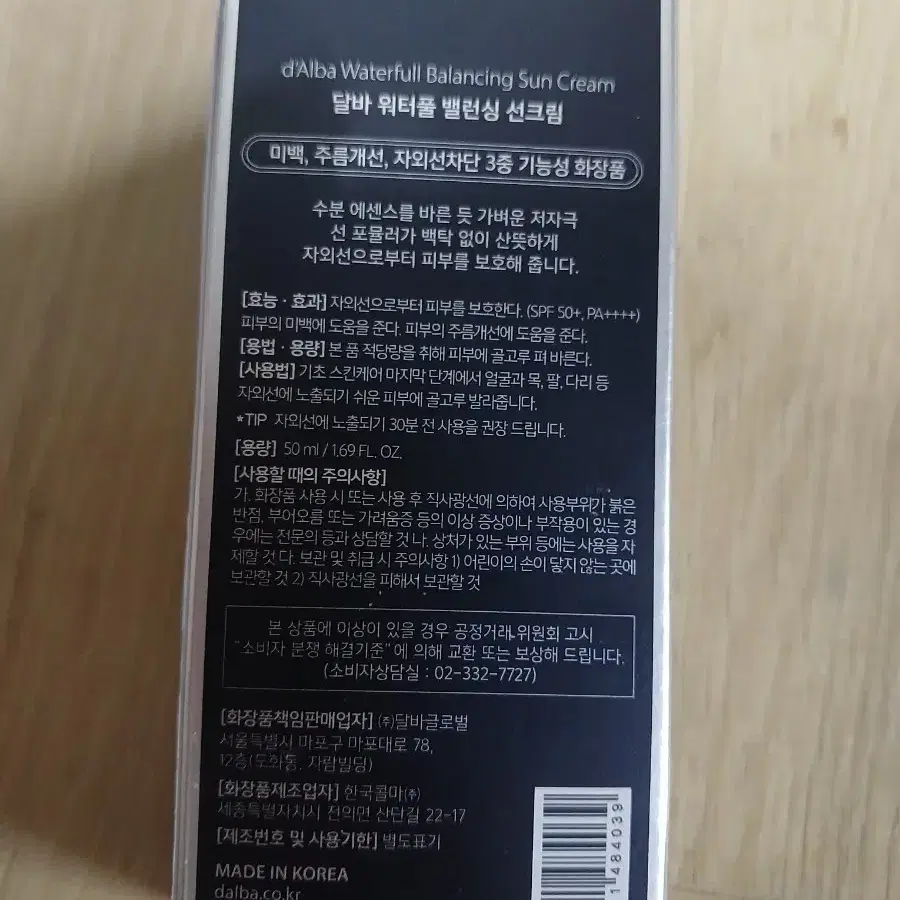 d'Alba Waterfull Balancing Sun Cream
달바 워터풀 밸런싱 선크림
미백, 주름개선, 자외선차단 3중 기능성 화장품
수분 에센스를 바른 듯 가벼운 저자극
선 포뮬러가 백탁 없이 산뜻하게
자외선으로부터 피부를 보호해 줍니다.
[효능 · 효과] 자외선으로부터 피부를 보호한다. (SPF 50+, PA++++)
피부의 미백에 도움을 준다. 피부의 주름개선에 도움을 준다.
[용법 · 용량] 본 품 적당량을 취해 피부에 골고루 펴 바른다.
[사용법] 기초 스킨케어 마지막 단계에서 얼굴과 목, 팔, 다리 등
자외선에 노출되기 쉬운 피부에 골고루 발라줍니다.
*TIP 자외선에 노출되기 30분 전 사용을 권장 드립니다.
[용량] 50 ml / 1.69 FL. OZ.
[사용할 때의 주의사항]
가. 화장품 사용 시 또는 사용 후 직사광선에 의하여 사용부위가 붉은
반점, 부어오름 또는 가려움증 등의 이상 증상이나 부작용이 있는 경
우에는 전문의 등과 상담할 것 나. 상처가 있는 부위 등에는 사용을 자
제할 것 다. 보관 및 취급 시 주의사항 1) 어린이의 손이 닿지 않는 곳에
보관할 것 2) 직사광선을 피해서 보관할 것
본 상품에 이상이 있을 경우 공정거래위원회 고시
"소비자 분쟁 해결기준"에 의해 교환 또는 보상해 드립니다.
(소비자상담실 : 02-332-7727)
[화장품책임판매업자] (주)달바글로벌
서울특별시 마포구 마포대로 78,
12층(도화동, 자람빌딩)
[화장품제조업자] 한국콜마(주)
세종특별자치시 전의면 산단길 22-17
[제조번호 및 사용기한] 별도표기
MADE IN KOREA
dalba.co.kr
1484039